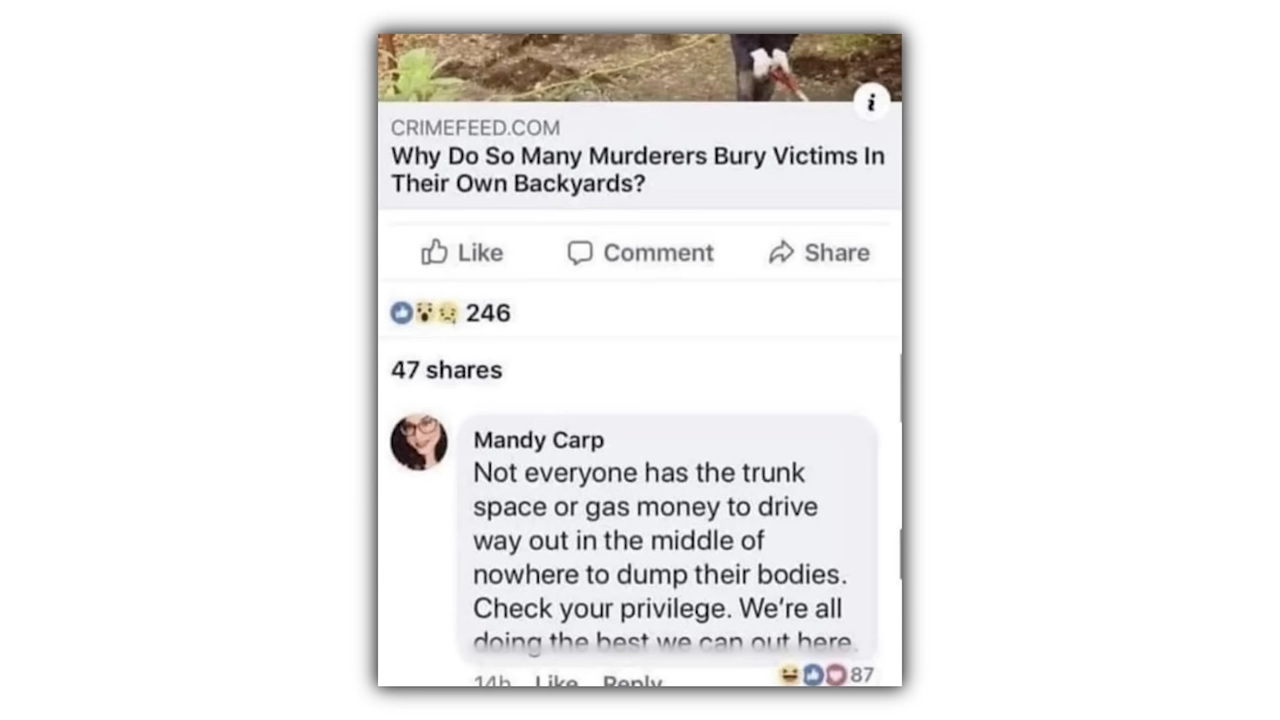 CRIMEFEED.COM
Why Do So Many Murderers Bury Victims In
Their Own Backyards?
Like Comment Share
246
47 shares
Mandy Carp
Not everyone has the trunk
space or gas money to drive
way out in the middle of
nowhere to dump their bodies.
Check your privilege. We're all
doing the best we can out here.
14h Like Reply 87